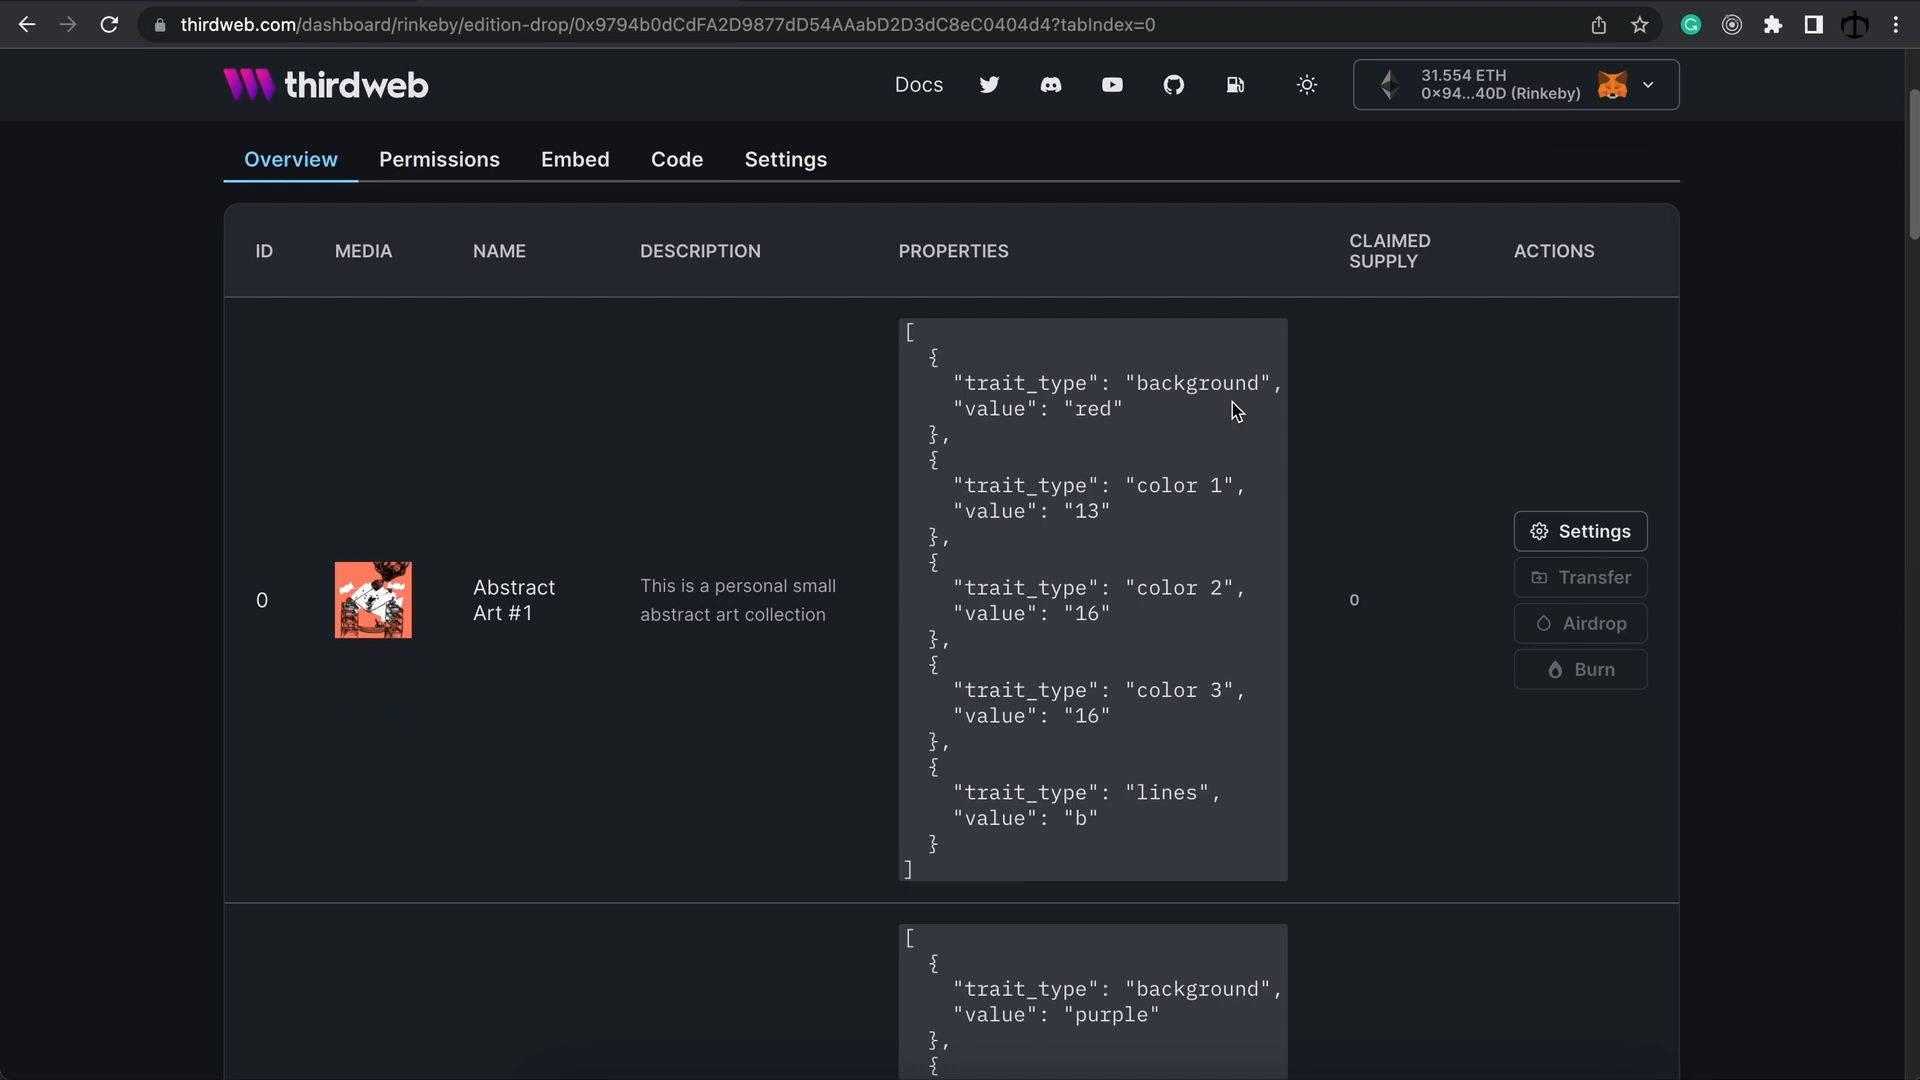 thirdweb.com/dashboard/rinkeby/edition-drop/0x9794b0dCdFA2D9877dD54AAabD2D3dC8eC0404d4?tabIndex=0
thirdweb
Docs
31.554 ETH
0×94...40D (Rinkeby)
Overview
Permissions
Embed
Code
Settings
ID
MEDIA
NAME
DESCRIPTION
PROPERTIES
CLAIMED
SUPPLY
ACTIONS
0
Abstract
Art #1
This is a personal small
abstract art collection
[
{
"trait_type": "background",
"value": "red"
},
{
"trait_type": "color 1",
"value": "13"
},
{
"trait_type": "color 2",
"value": "16"
},
{
"trait_type": "color 3",
"value": "16"
},
{
"trait_type": "lines",
"value": "b"
}
]
0
Settings
Transfer
Airdrop
Burn
[
{
"trait_type": "background",
"value": "purple"
},
{